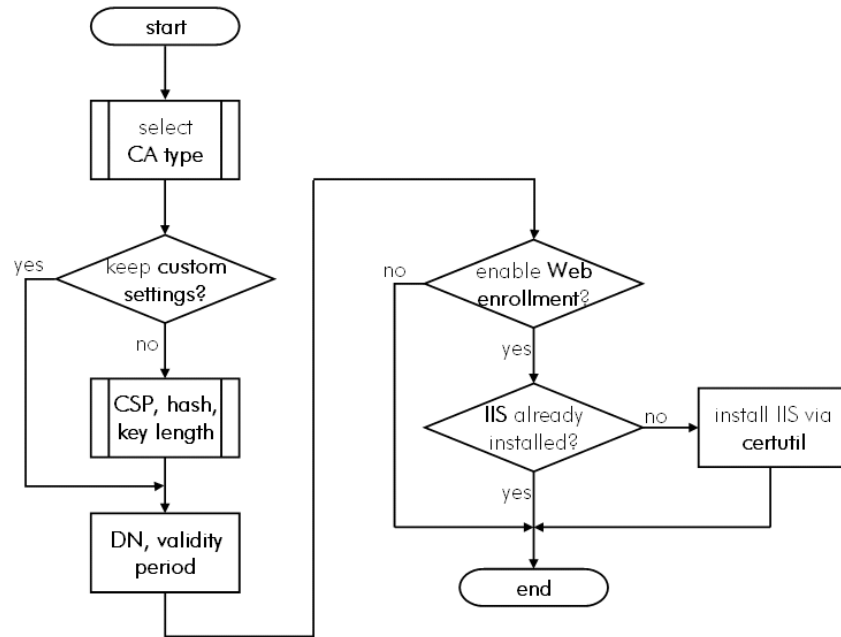 start
select
CA type
keep custom
settings?
yes
no
CSP, hash,
key length
DN, validity
period
enable Web
enrollment?
no
yes
IIS already
installed?
no
install IIS via
certutil
yes
end